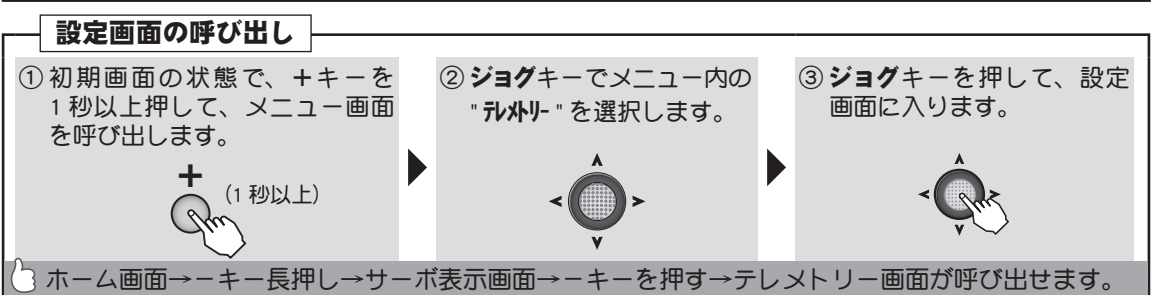 設定画面の呼び出し
① 初期画面の状態で、＋キーを
1 秒以上押して、メニュー画面
を呼び出します。
＋
（1 秒以上）
② ジョグキーでメニュー内の
"ﾃﾚﾒﾄﾘｰ" を選択します。
③ ジョグキーを押して、設定
画面に入ります。
ホーム画面→－キー長押し→サーボ表示画面→－キーを押す→テレメトリー画面が呼び出せます。